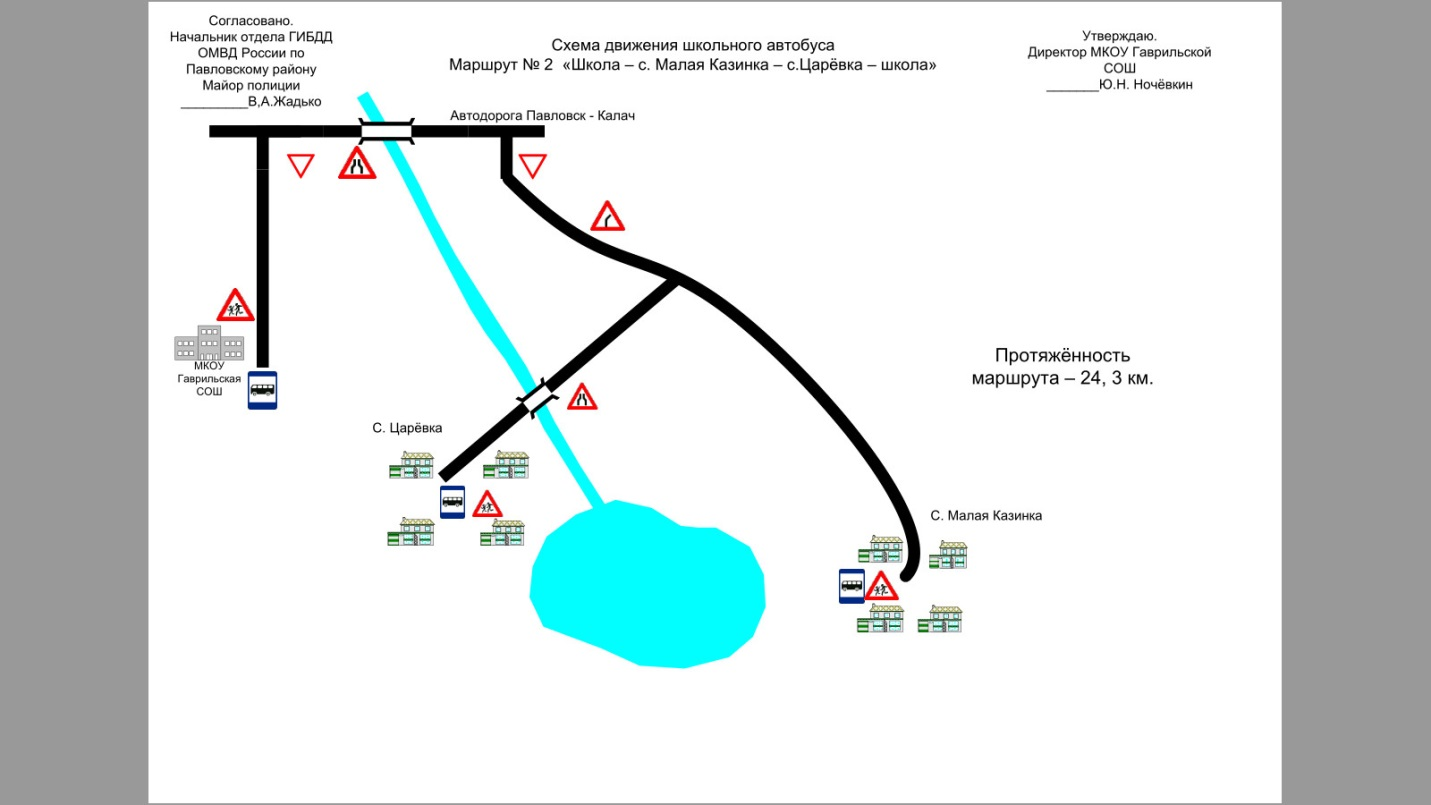 Согласовано.
Начальник отдела ГИБДД
ОМВД России по
Павловскому району
Майор полиции
_________В,А.Жадько
Схема движения школьного автобуса
Маршрут № 2 «Школа – с. Малая Казинка – с.Царёвка – школа»
Утверждаю.
Директор МКОУ Гаврильской
СОШ
_______Ю.Н. Ночёвкин
Автодорога Павловск - Калач
МКОУ
Гаврильская
СОШ
Протяжённость
маршрута – 24, 3 км.
С. Царёвка
С. Малая Казинка